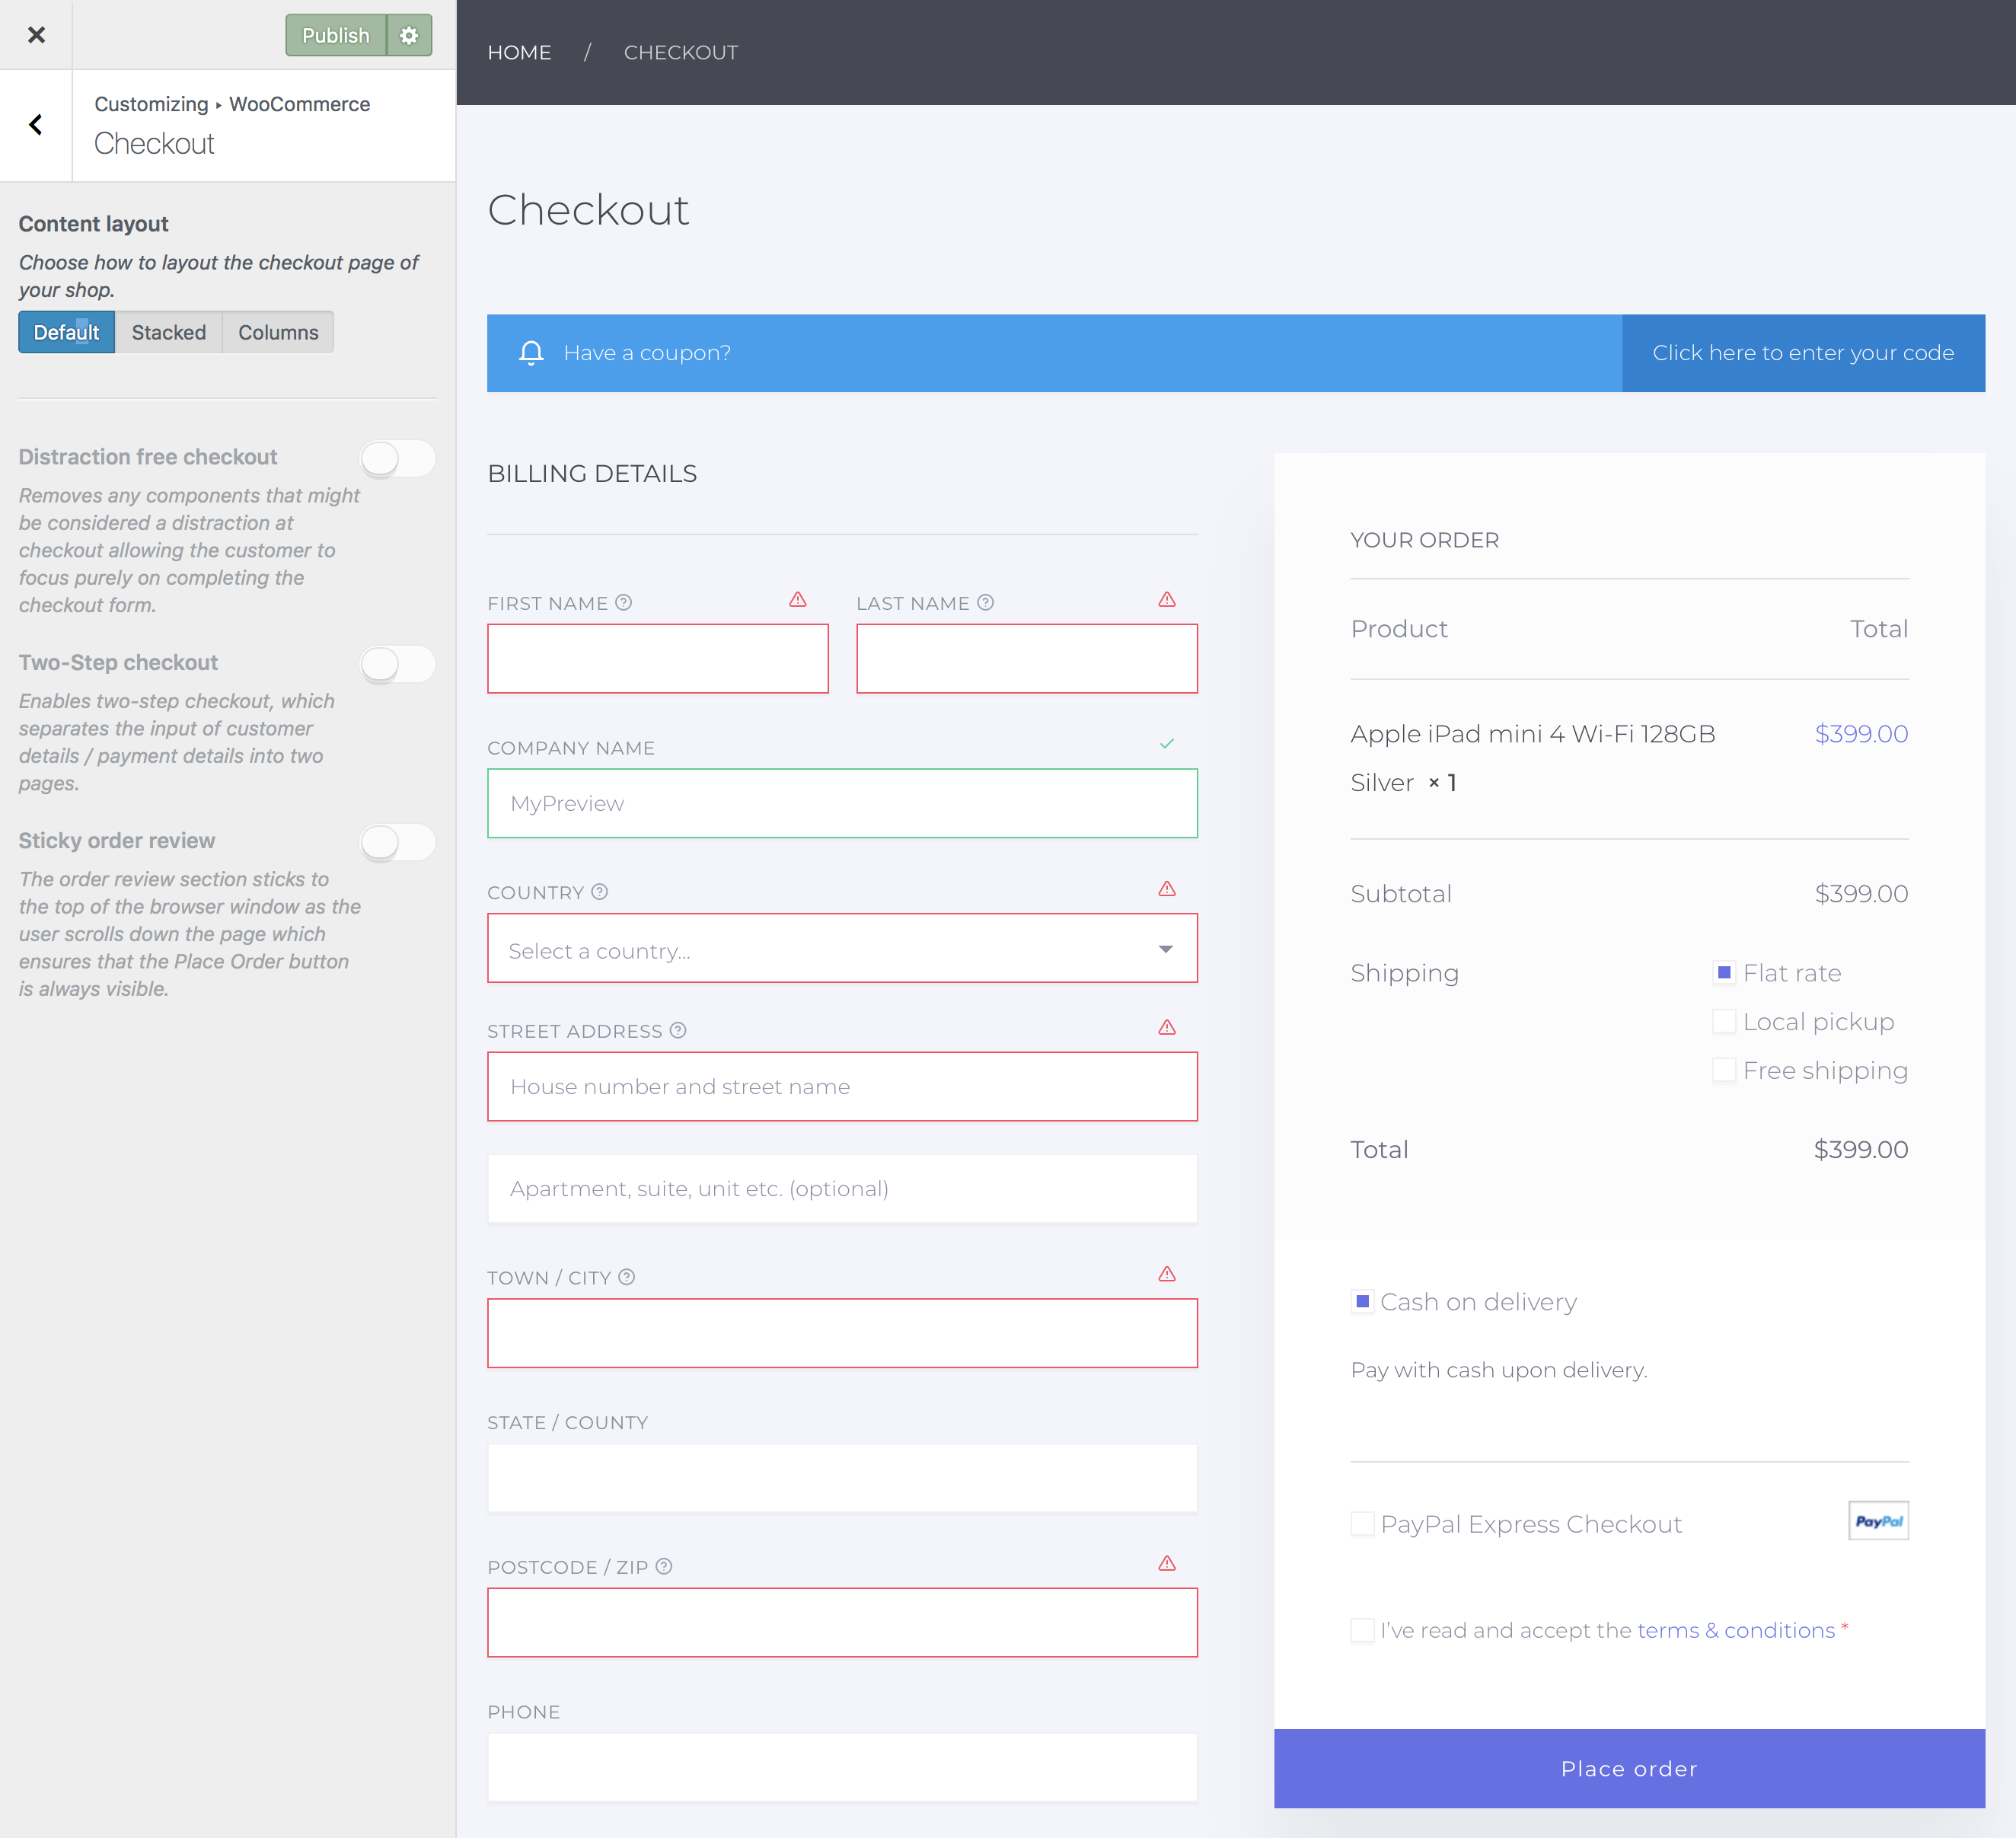 Publish
Customizing ▸ WooCommerce
Checkout
Content layout
Choose how to layout the checkout page of
your shop.
Default Stacked Columns
Distraction free checkout
Removes any components that might
be considered a distraction at
checkout allowing the customer to
focus purely on completing the
checkout form.
Two-Step checkout
Enables two-step checkout, which
separates the input of customer
details / payment details into two
pages.
Sticky order review
The order review section sticks to
the top of the browser window as the
user scrolls down the page which
ensures that the Place Order button
is always visible.
HOME / CHECKOUT
Checkout
Have a coupon? Click here to enter your code
BILLING DETAILS
FIRST NAME LAST NAME
COMPANY NAME
MyPreview
COUNTRY
Select a country...
STREET ADDRESS
House number and street name
Apartment, suite, unit etc. (optional)
TOWN / CITY
STATE / COUNTY
POSTCODE / ZIP
PHONE
YOUR ORDER
Product Total
Apple iPad mini 4 Wi-Fi 128GB $399.00
Silver × 1
Subtotal $399.00
Shipping Flat rate
Local pickup
Free shipping
Total $399.00
Cash on delivery
Pay with cash upon delivery.
PayPal Express Checkout PayPal
I've read and accept the terms & conditions *
Place order